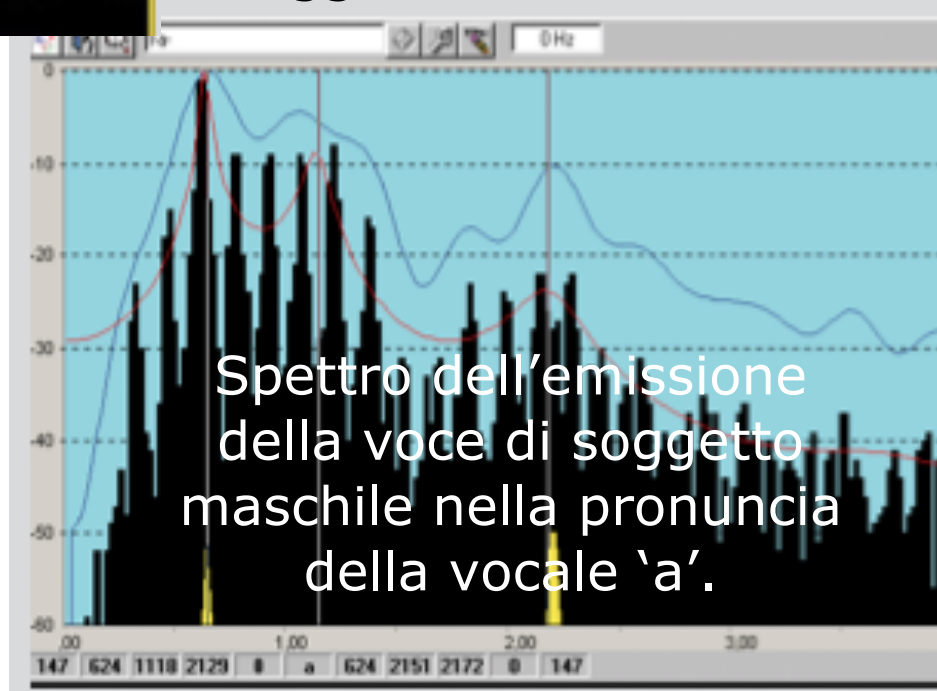 0 Hz
0
-10
-20
-30
-40
-50
-60
,00 1,00 2,00 3,00
Spettro dell’emissione
della voce di soggetto
maschile nella pronuncia
della vocale ‘a’.
147 624 1118 2129 0 a 624 2151 2172 0 147